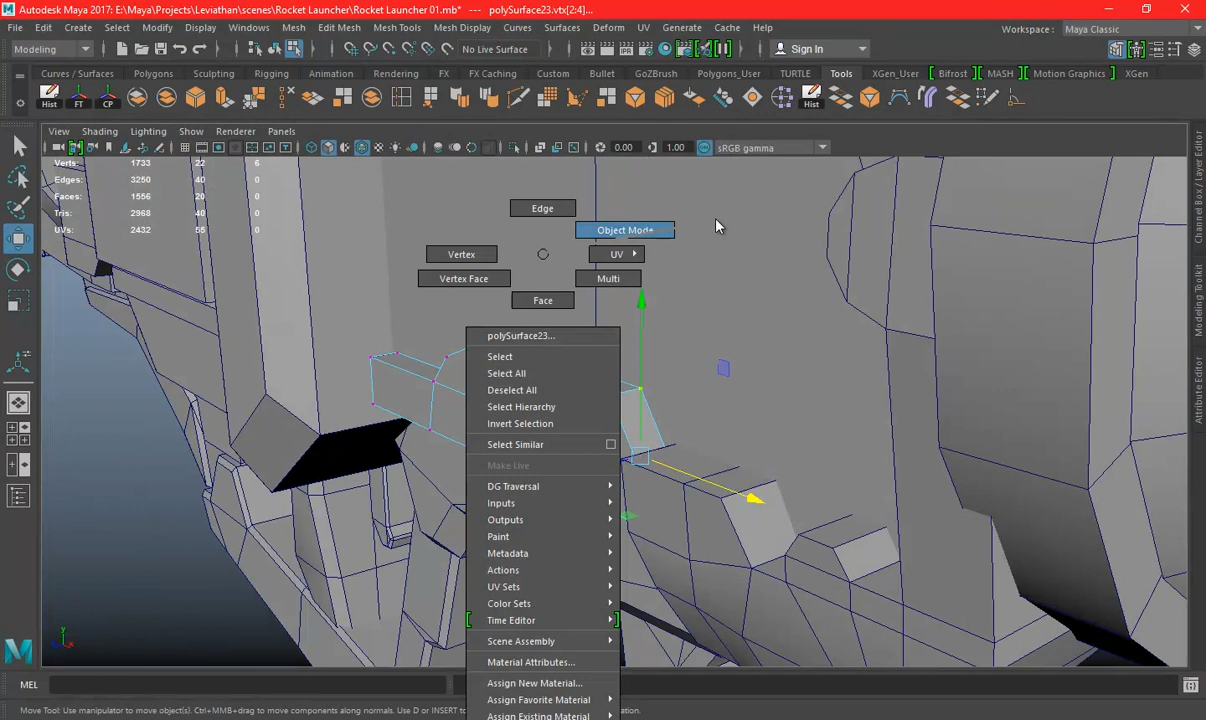 Autodesk Maya 2017: E:\Maya\Projects\Leviathan\scenes\Rocket Launcher\Rocket Launcher 01.mb* --- polySurface23.vtx[2:4]...
File Edit Create Select Modify Display Windows Mesh Edit Mesh Mesh Tools Mesh Display Curves Surfaces Deform UV Generate Cache Help Workspace : Maya Classic
Modeling No Live Surface Sign In
Curves / Surfaces Polygons Sculpting Rigging Animation Rendering FX FX Caching Custom Bullet GoZBrush Polygons_User TURTLE Tools XGen_User Bifrost MASH Motion Graphics XGen
Hist FT CP Hist
View Shading Lighting Show Renderer Panels
0.00 1.00 sRGB gamma
Verts: 1733 22 6
Edges: 3250 40 0
Faces: 1556 20 0
Tris: 2968 40 0
UVs: 2432 55 0
Edge
Object Mode
Vertex UV
Vertex Face Multi
Face
polySurface23...
Select
Select All
Deselect All
Select Hierarchy
Invert Selection
Select Similar
Make Live
DG Traversal
Inputs
Outputs
Paint
Metadata
Actions
UV Sets
Color Sets
Time Editor
Scene Assembly
Material Attributes...
Assign New Material...
Assign Favorite Material
Assign Existing Material
Channel Box / Layer Editor
Modeling Toolkit
Attribute Editor
y
MEL
Move Tool: Use manipulator to move object(s). Ctrl+MMB+drag to move components along normals. Use D or INSERT to